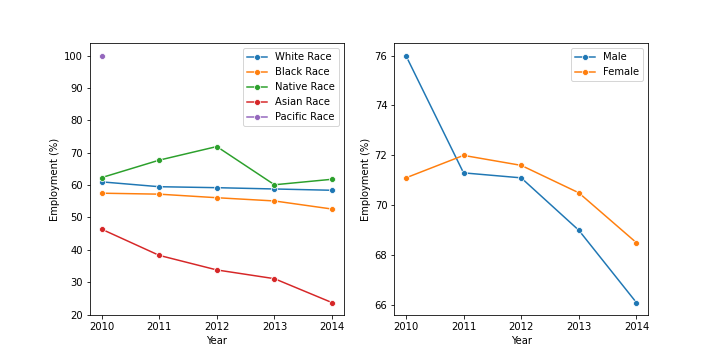 100
90
80
70
60
50
40
30
20
Employment (%)
2010 2011 2012 2013 2014
Year
White Race
Black Race
Native Race
Asian Race
Pacific Race
76
74
72
70
68
66
Employment (%)
2010 2011 2012 2013 2014
Year
Male
Female